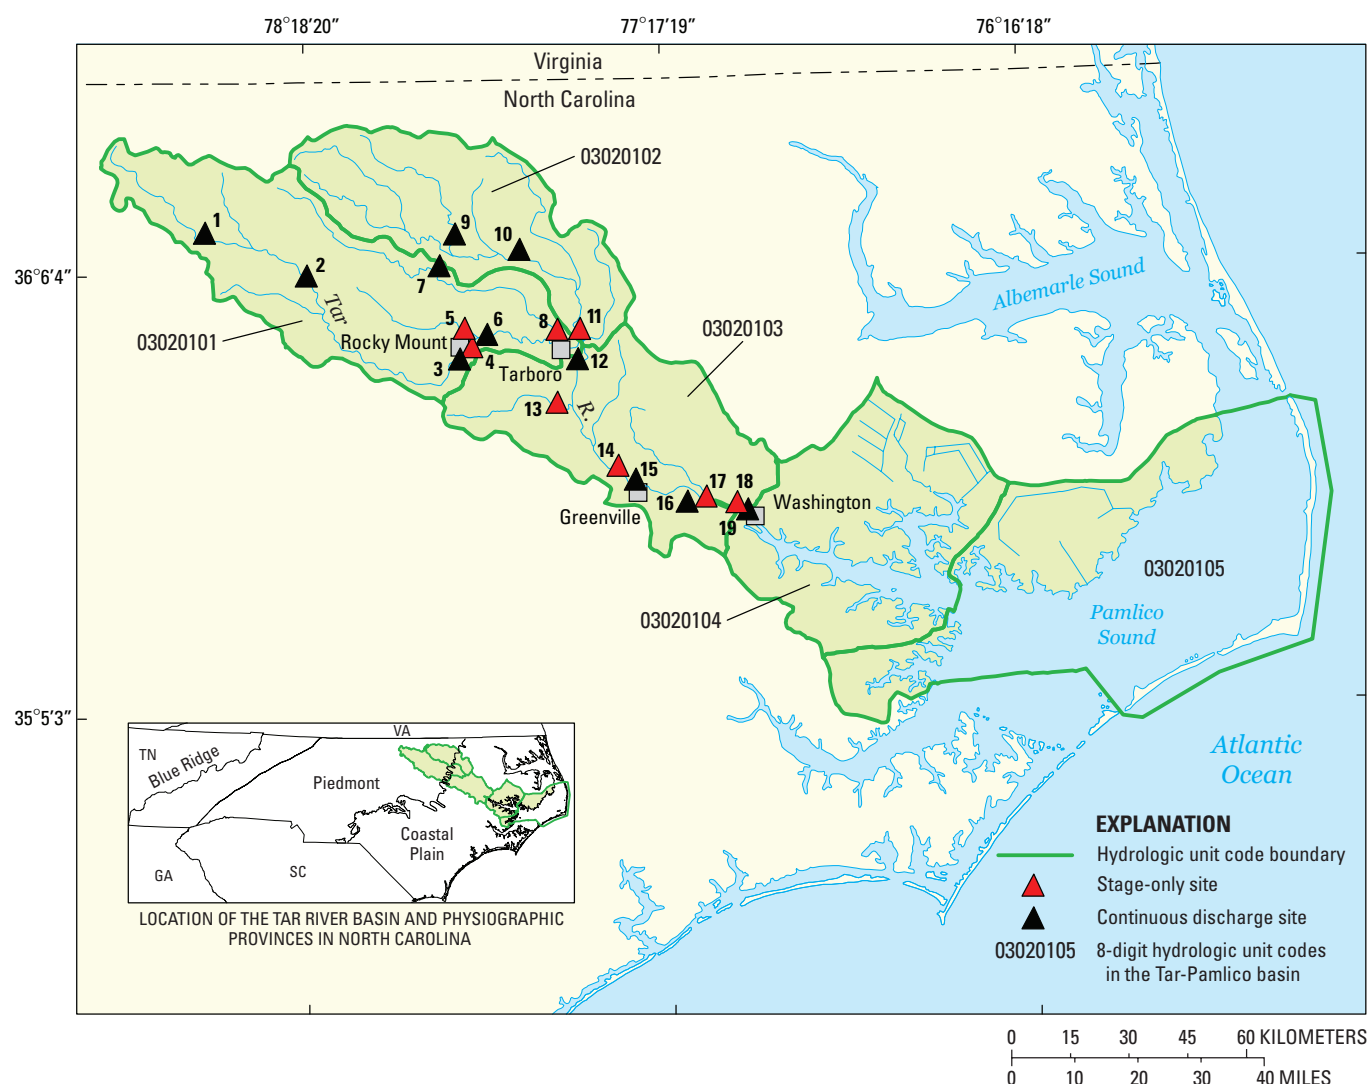 78°18′20″ 77°17′19″ 76°16′18″
Virginia
North Carolina
03020102
1
9
10
2
7
36°6′4″
Tar
Albemarle Sound
5
6
8
11
03020101
03020103
Rocky Mount
3
4
Tarboro
12
13
R.
14
15
17
18
16
Washington
Greenville
19
03020105
03020104
Pamlico
Sound
35°5′3″
VA
TN
Blue Ridge
Piedmont
Coastal
Plain
GA
SC
LOCATION OF THE TAR RIVER BASIN AND PHYSIOGRAPHIC
PROVINCES IN NORTH CAROLINA
Atlantic
Ocean
EXPLANATION
Hydrologic unit code boundary
Stage-only site
Continuous discharge site
03020105 8-digit hydrologic unit codes
in the Tar-Pamlico basin
0 15 30 45 60 KILOMETERS
0 10 20 30 40 MILES